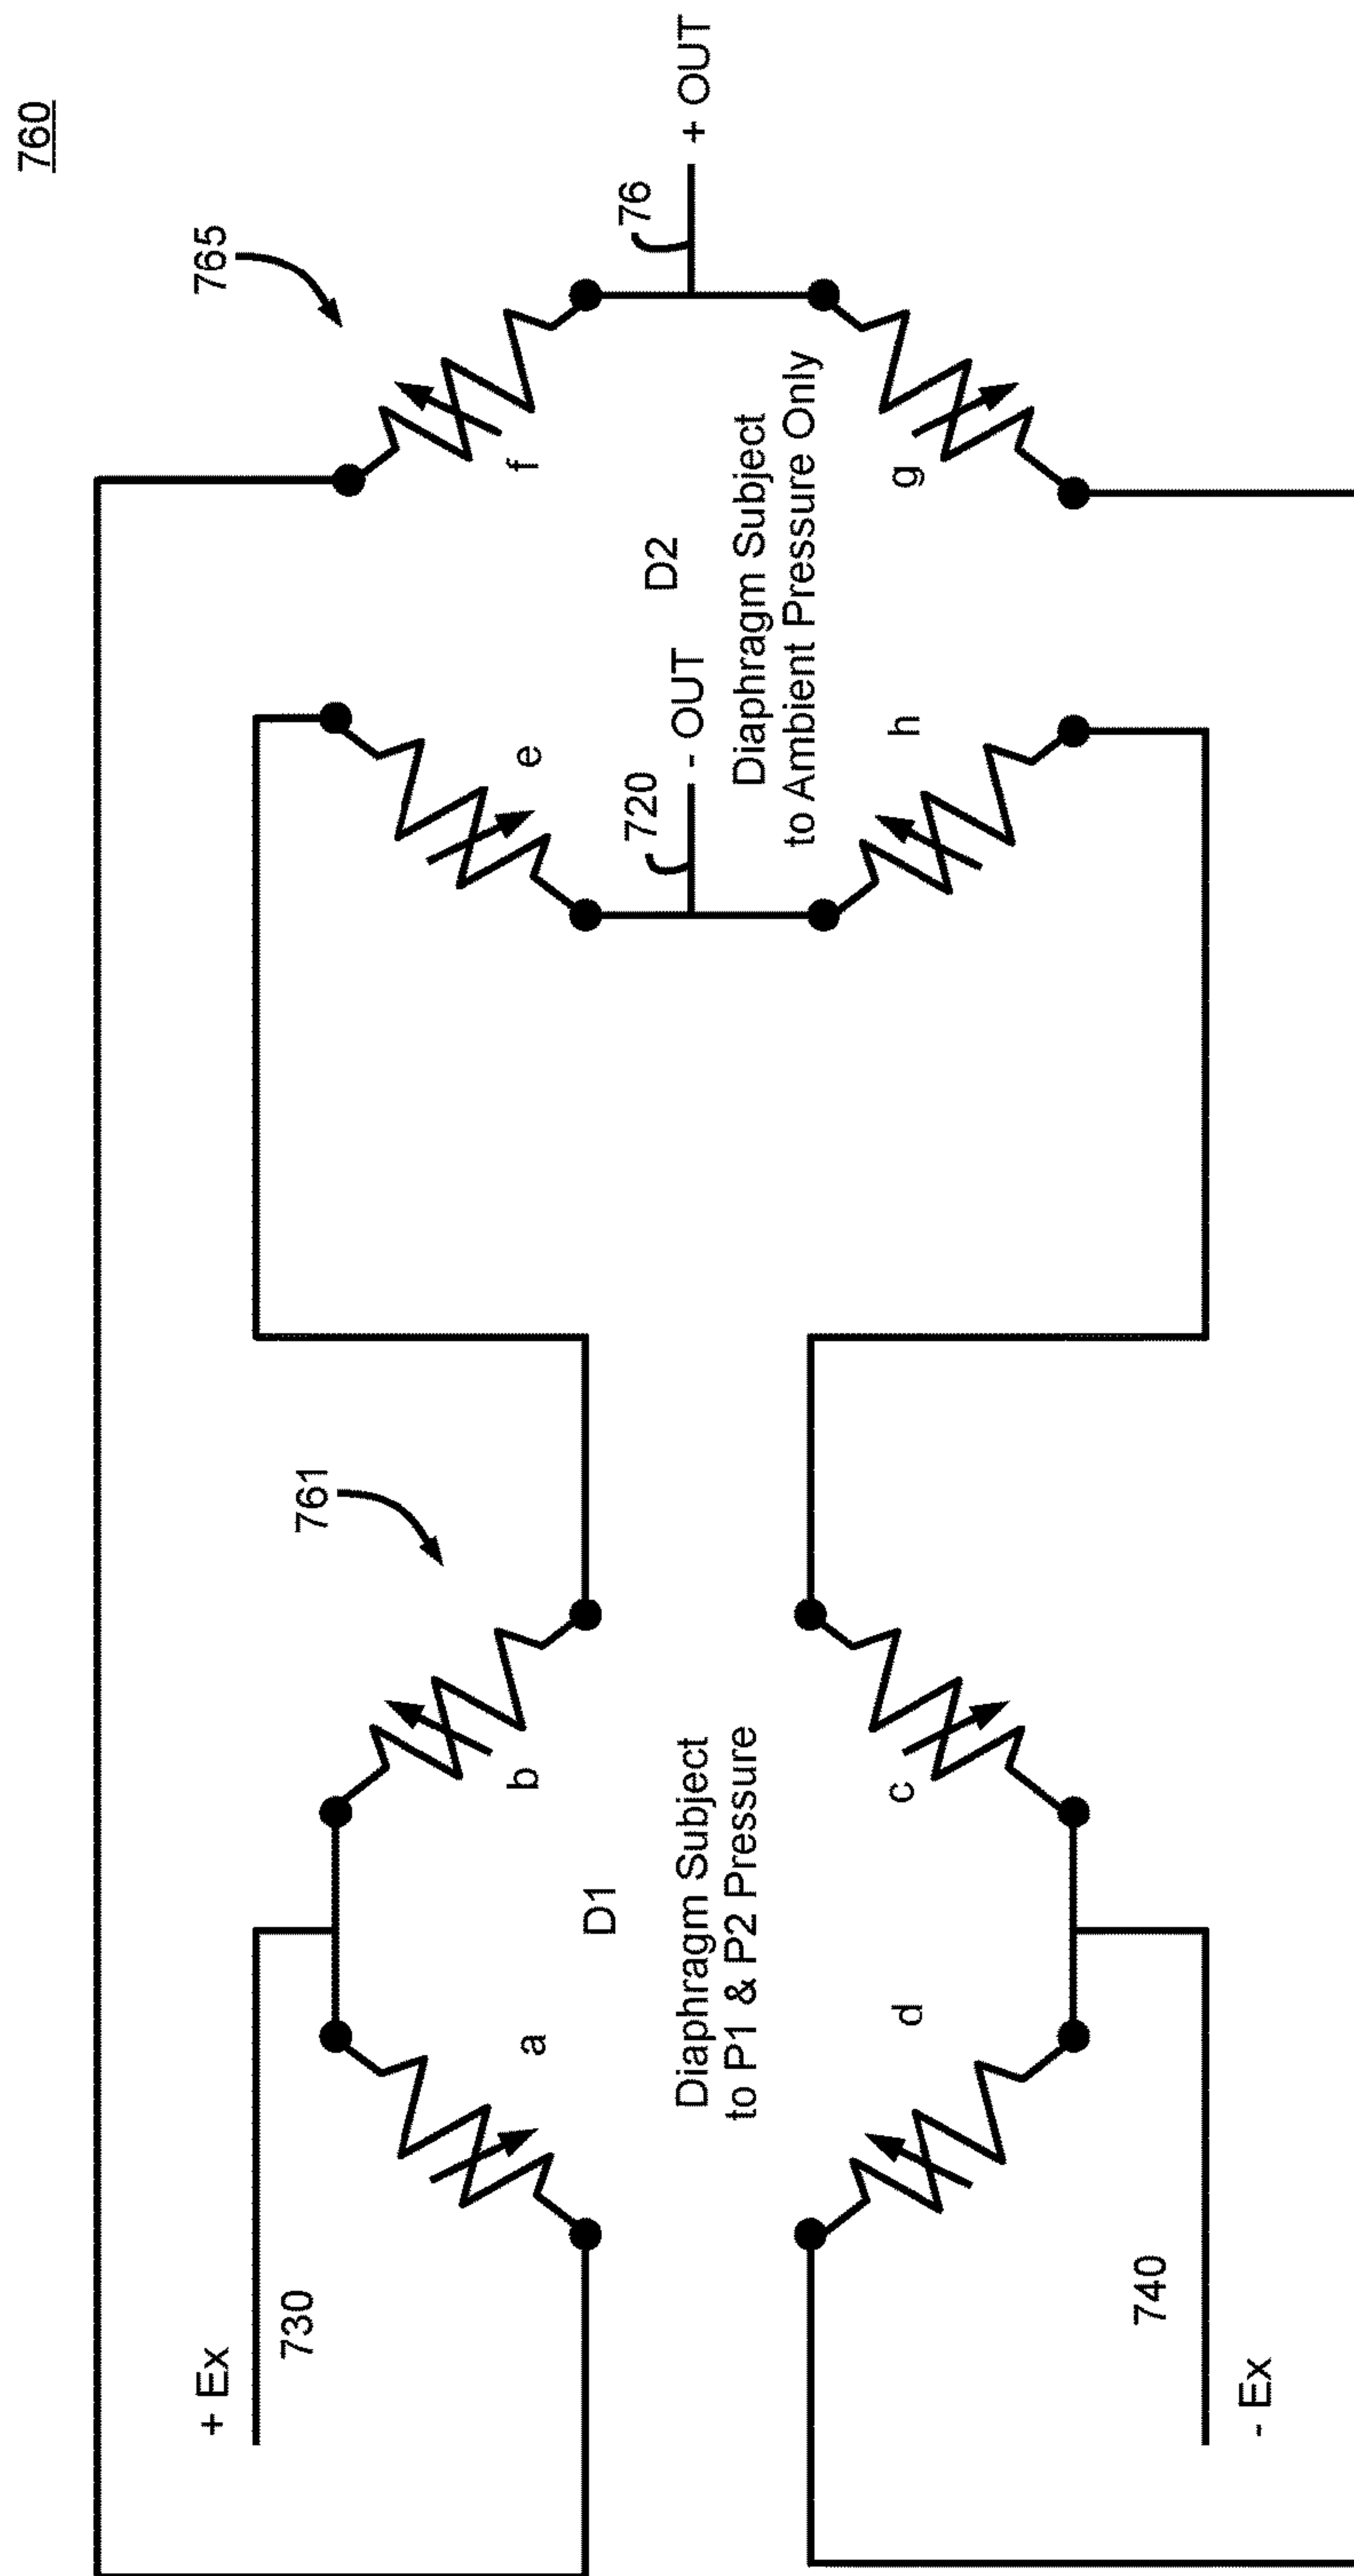 760
765
76
+ OUT
f
g
D2
Diaphragm Subject
to Ambient Pressure Only
e
h
720
- OUT
761
b
c
D1
Diaphragm Subject
to P1 & P2 Pressure
a
d
+ Ex
730
740
- Ex